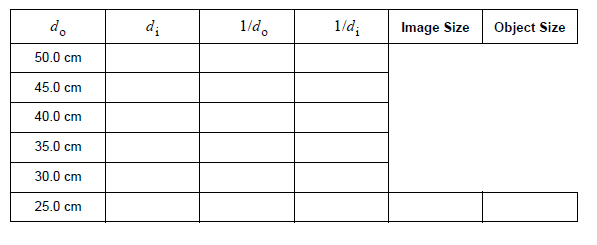 d_o d_i 1/d_o 1/d_i Image Size Object Size
50.0 cm
45.0 cm
40.0 cm
35.0 cm
30.0 cm
25.0 cm